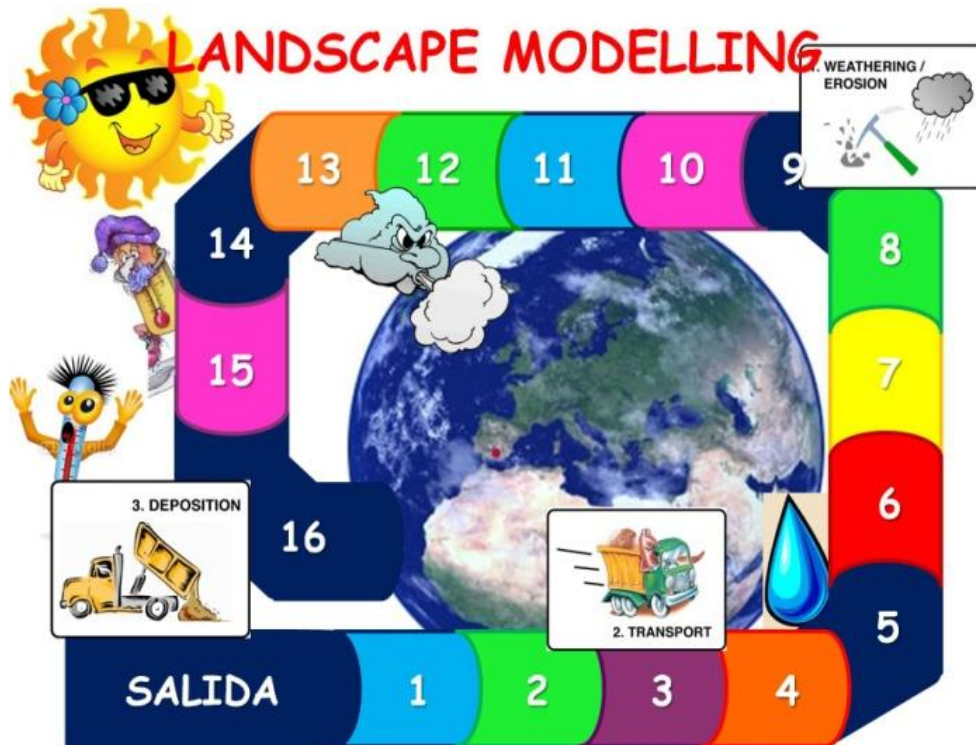 LANDSCAPE MODELLING
1. WEATHERING /
EROSION
13
12
11
10
9
14
8
15
7
6
3. DEPOSITION
16
2. TRANSPORT
5
SALIDA
1
2
3
4